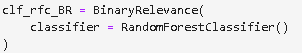 clf_rfc_BR = BinaryRelevance(
    classifier = RandomForestClassifier()
)